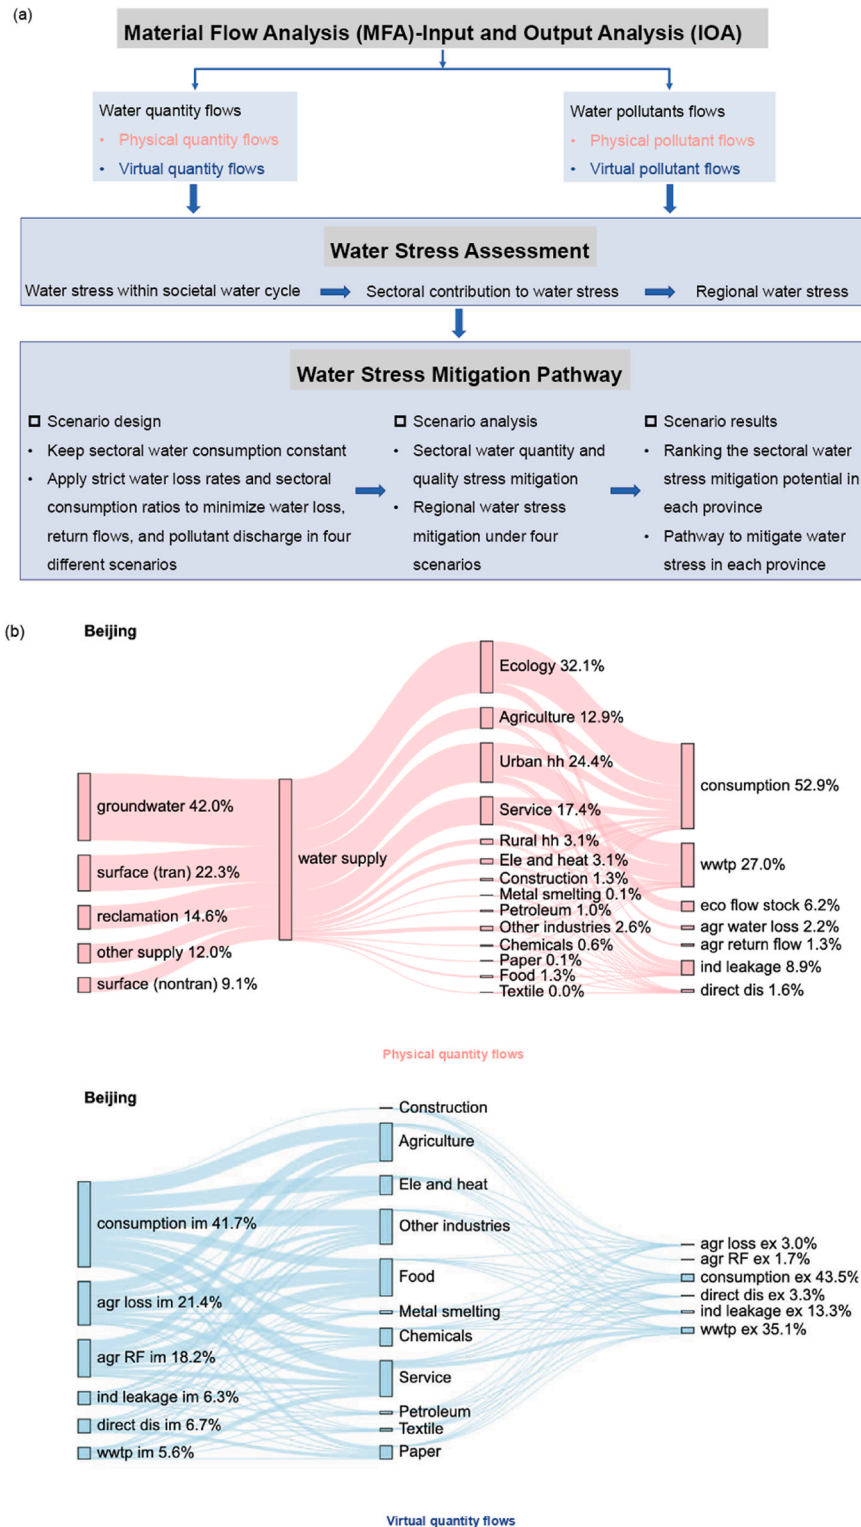 (a)
Material Flow Analysis (MFA)-Input and Output Analysis (IOA)
Water quantity flows
• Physical quantity flows
• Virtual quantity flows
Water pollutants flows
• Physical pollutant flows
• Virtual pollutant flows
Water Stress Assessment
Water stress within societal water cycle
Sectoral contribution to water stress
Regional water stress
Water Stress Mitigation Pathway
Scenario design
• Keep sectoral water consumption constant
• Apply strict water loss rates and sectoral
consumption ratios to minimize water loss,
return flows, and pollutant discharge in four
different scenarios
Scenario analysis
• Sectoral water quantity and
quality stress mitigation
• Regional water stress
mitigation under four
scenarios
Scenario results
• Ranking the sectoral water
stress mitigation potential in
each province
• Pathway to mitigate water
stress in each province
(b)
Beijing
groundwater 42.0%
surface (tran) 22.3%
reclamation 14.6%
other supply 12.0%
surface (nontran) 9.1%
water supply
Ecology 32.1%
Agriculture 12.9%
Urban hh 24.4%
Service 17.4%
Rural hh 3.1%
Ele and heat 3.1%
Construction 1.3%
Metal smelting 0.1%
Petroleum 1.0%
Other industries 2.6%
Chemicals 0.6%
Paper 0.1%
Food 1.3%
Textile 0.0%
consumption 52.9%
wwtp 27.0%
eco flow stock 6.2%
agr water loss 2.2%
agr return flow 1.3%
ind leakage 8.9%
direct dis 1.6%
Physical quantity flows
Beijing
consumption im 41.7%
agr loss im 21.4%
agr RF im 18.2%
ind leakage im 6.3%
direct dis im 6.7%
wwtp im 5.6%
Construction
Agriculture
Ele and heat
Other industries
Food
Metal smelting
Chemicals
Service
Petroleum
Textile
Paper
agr loss ex 3.0%
agr RF ex 1.7%
consumption ex 43.5%
direct dis ex 3.3%
ind leakage ex 13.3%
wwtp ex 35.1%
Virtual quantity flows